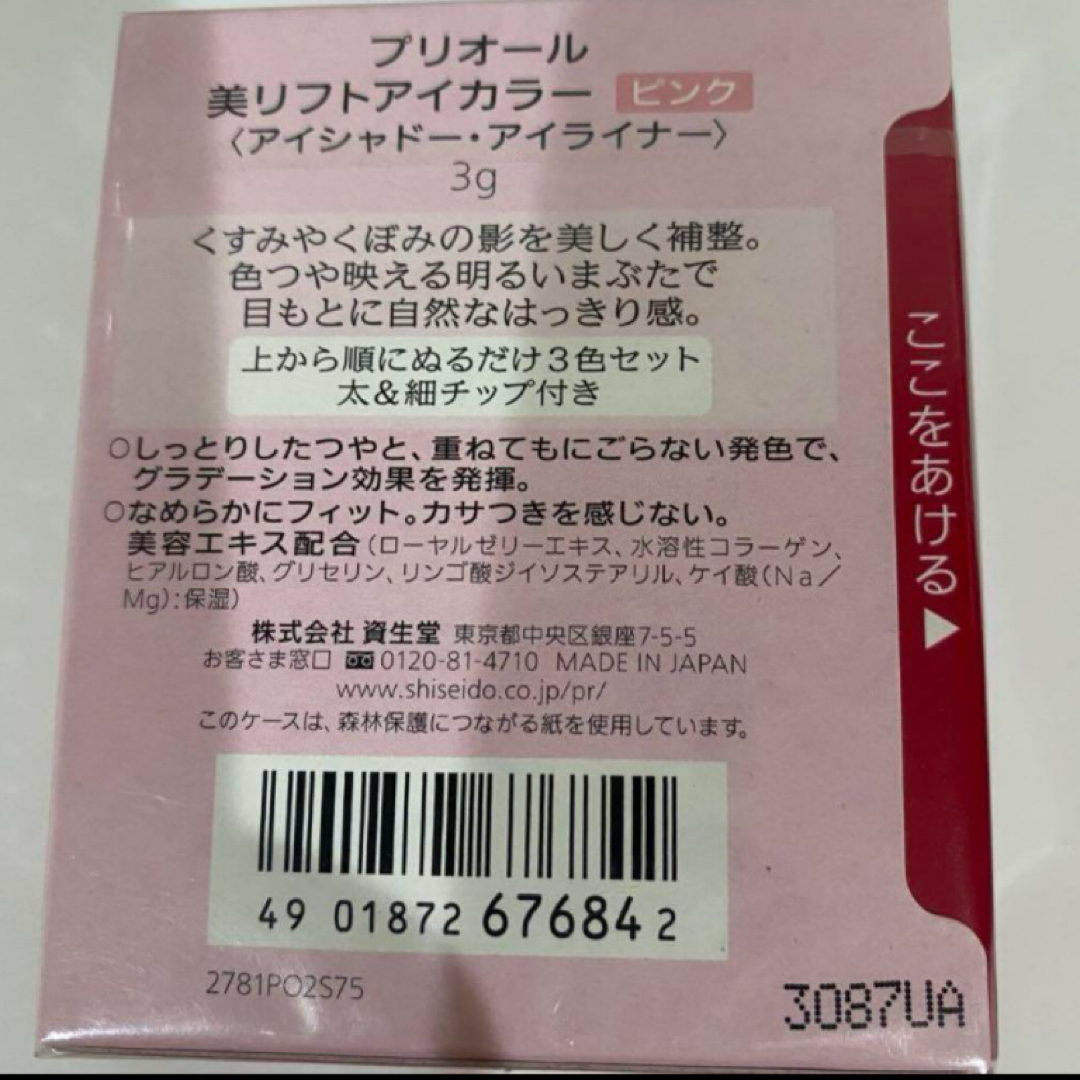 プリオール
美リフトアイカラー ピンク
〈アイシャドー・アイライナー〉
3g
くすみやくぼみの影を美しく補整。
色つや映える明るいまぶたで
目もとに自然なはっきり感。
上から順にぬるだけ3色セット
太&細チップ付き
○しっとりしたつやと、重ねてもにごらない発色で、
グラデーション効果を発揮。
○なめらかにフィット。カサつきを感じない。
美容エキス配合(ローヤルゼリーエキス、水溶性コラーゲン、
ヒアルロン酸、グリセリン、リンゴ酸ジイソステアリル、ケイ酸(Na/
Mg):保湿)
株式会社 資生堂 東京都中央区銀座7-5-5
お客さま窓口 0120-81-4710 MADE IN JAPAN
www.shiseido.co.jp/pr/
このケースは、森林保護につながる紙を使用しています。
49 01872 67684 2
2781PO2S75
3087UA
ここをあける▶